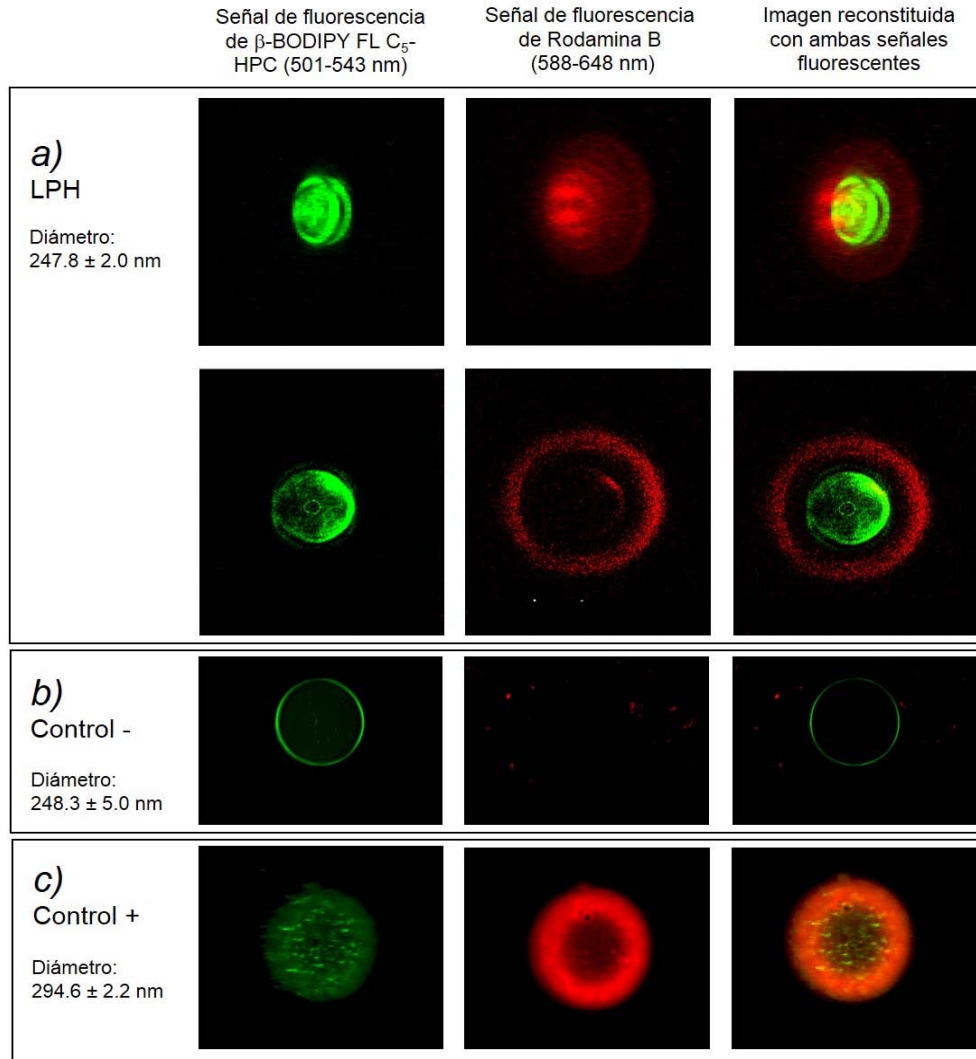 Señal de fluorescencia
de β-BODIPY FL C₅-
HPC (501-543 nm)
Señal de fluorescencia
de Rodamina B
(588-648 nm)
Imagen reconstituida
con ambas señales
fluorescentes
a)
LPH
Diámetro:
247.8 ± 2.0 nm
b)
Control -
Diámetro:
248.3 ± 5.0 nm
c)
Control +
Diámetro:
294.6 ± 2.2 nm